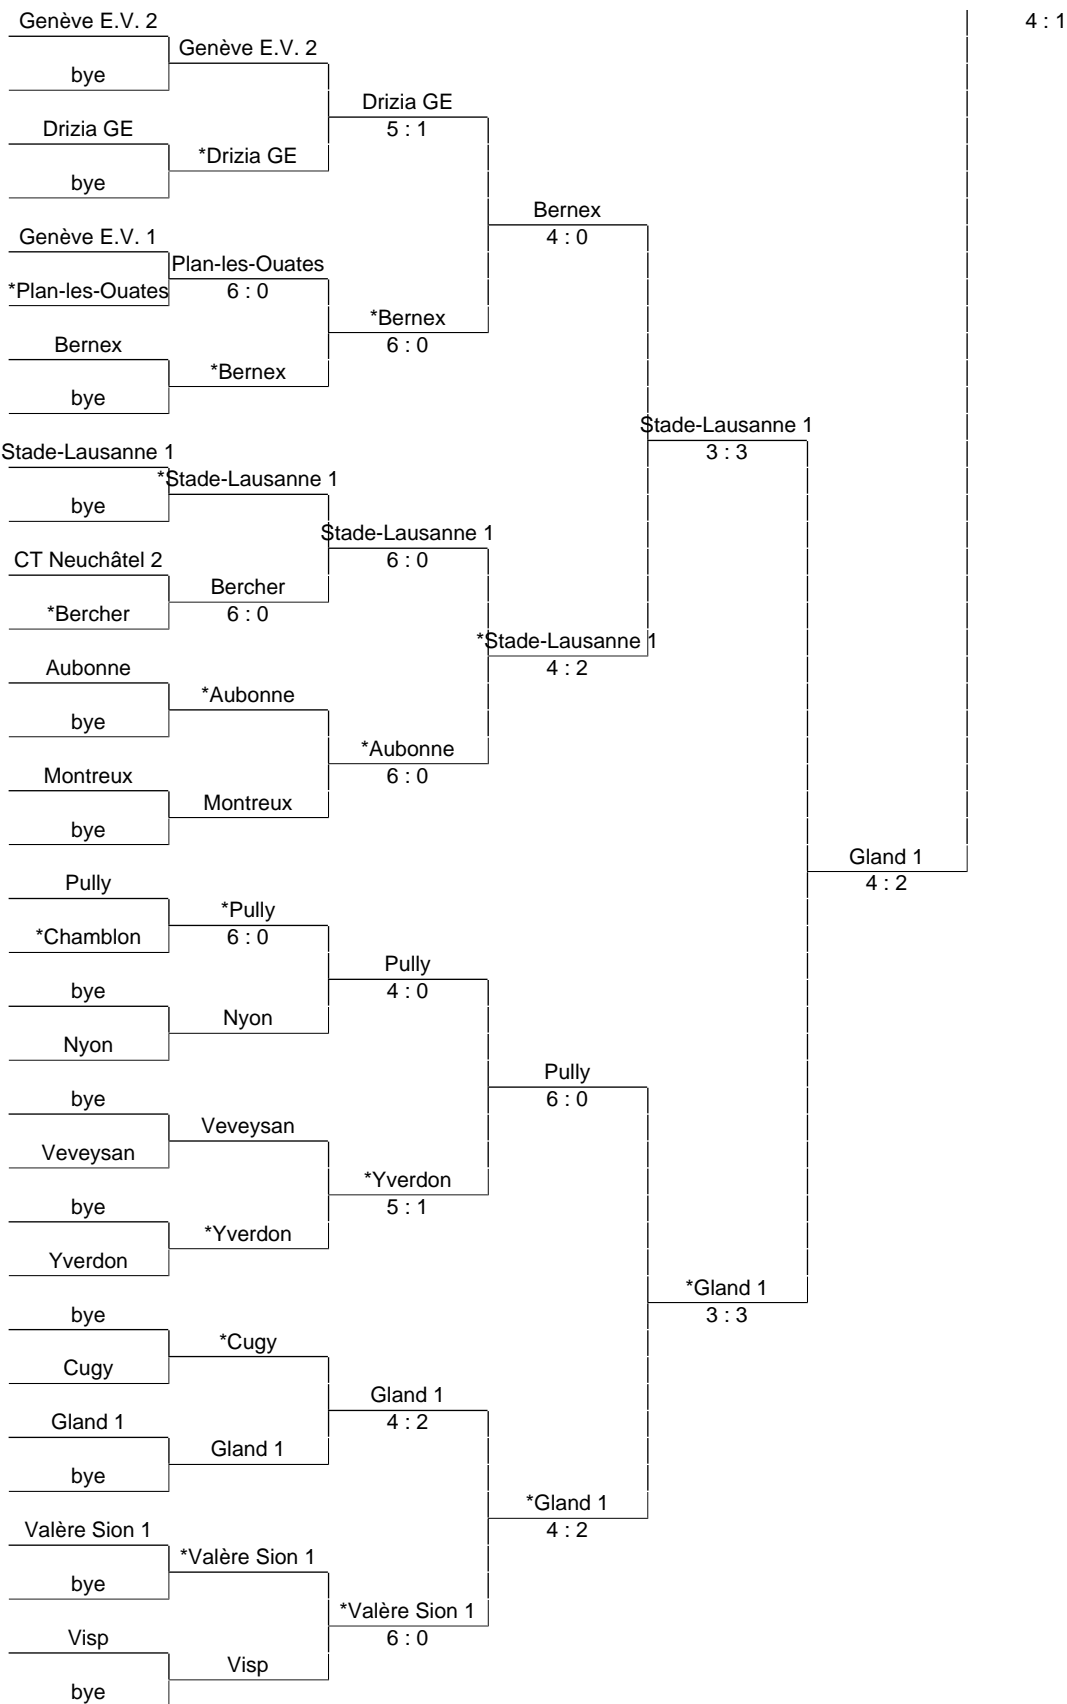 Genève E.V. 2
4 : 1
Genève E.V. 2
bye
Drizia GE
Drizia GE
5 : 1
*Drizia GE
bye
Bernex
Genève E.V. 1
4 : 0
Plan-les-Ouates
*Plan-les-Ouates
6 : 0
*Bernex
Bernex
6 : 0
*Bernex
bye
Stade-Lausanne 1
Stade-Lausanne 1
3 : 3
*Stade-Lausanne 1
bye
Stade-Lausanne 1
CT Neuchâtel 2
6 : 0
Bercher
*Bercher
6 : 0
*Stade-Lausanne 1
Aubonne
4 : 2
*Aubonne
bye
*Aubonne
Montreux
6 : 0
Montreux
bye
Gland 1
Pully
4 : 2
*Pully
*Chamblon
6 : 0
Pully
bye
4 : 0
Nyon
Nyon
Pully
bye
6 : 0
Veveysan
Veveysan
*Yverdon
bye
5 : 1
*Yverdon
Yverdon
*Gland 1
bye
3 : 3
*Cugy
Cugy
Gland 1
Gland 1
4 : 2
Gland 1
bye
*Gland 1
Valère Sion 1
4 : 2
*Valère Sion 1
bye
*Valère Sion 1
Visp
6 : 0
Visp
bye